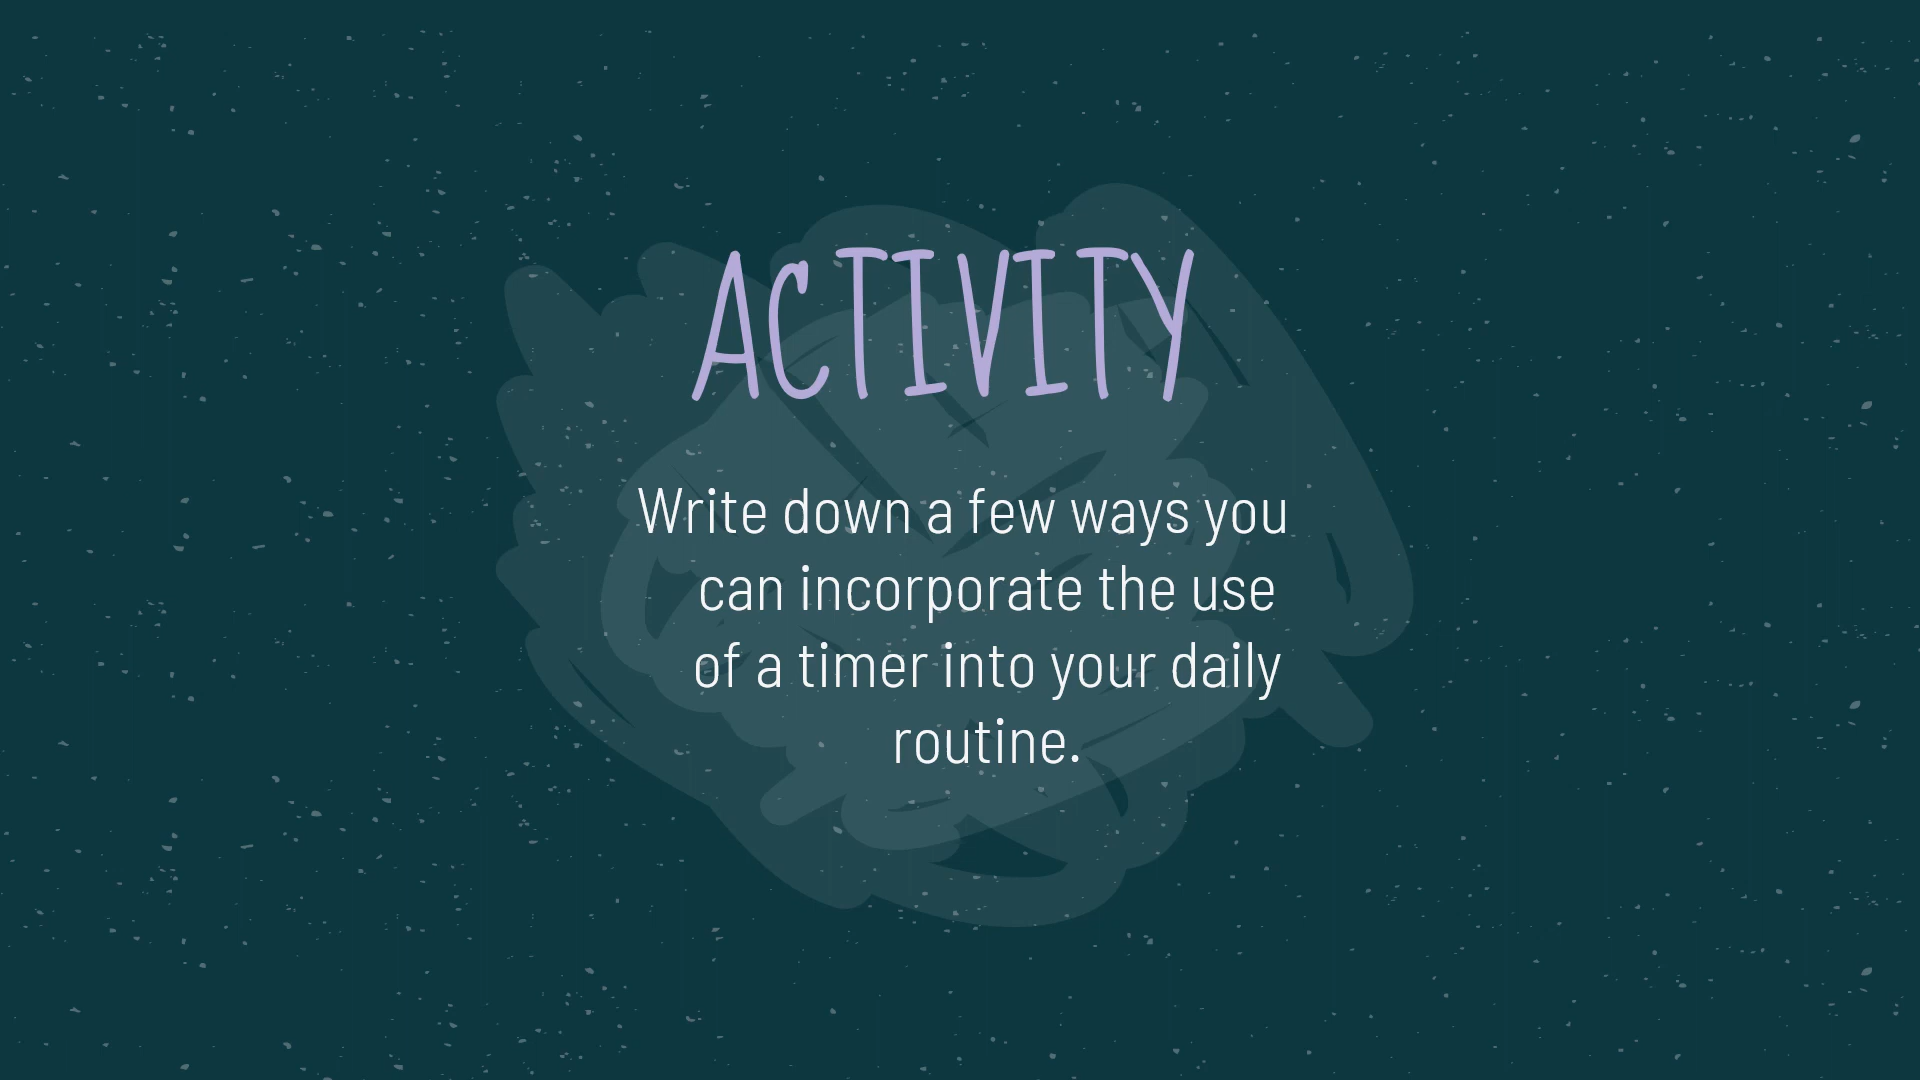 ACTIVITY
Write down a few ways you
can incorporate the use
of a timer into your daily
routine.